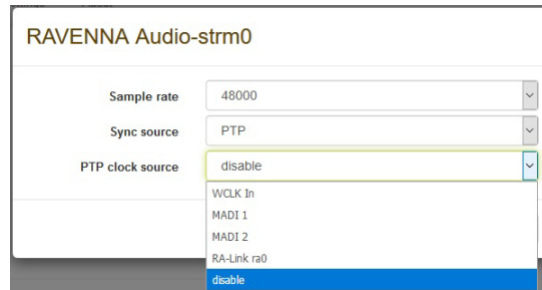 RAVENNA Audio-strm0
Sample rate 48000
Sync source PTP
PTP clock source disable
WCLK In
MADI 1
MADI 2
RA-Link ra0
disable